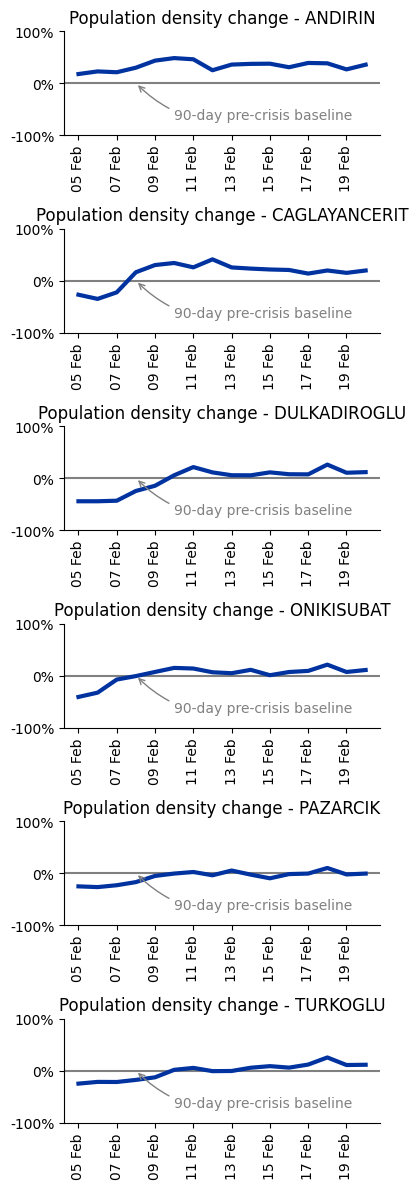 Population density change - ANDIRIN
100%
0%
-100%
90-day pre-crisis baseline
05 Feb
07 Feb
09 Feb
11 Feb
13 Feb
15 Feb
17 Feb
19 Feb
Population density change - CAGLAYANCERIT
100%
0%
-100%
90-day pre-crisis baseline
05 Feb
07 Feb
09 Feb
11 Feb
13 Feb
15 Feb
17 Feb
19 Feb
Population density change - DULKADIROGLU
100%
0%
-100%
90-day pre-crisis baseline
05 Feb
07 Feb
09 Feb
11 Feb
13 Feb
15 Feb
17 Feb
19 Feb
Population density change - ONIKISUBAT
100%
0%
-100%
90-day pre-crisis baseline
05 Feb
07 Feb
09 Feb
11 Feb
13 Feb
15 Feb
17 Feb
19 Feb
Population density change - PAZARCIK
100%
0%
-100%
90-day pre-crisis baseline
05 Feb
07 Feb
09 Feb
11 Feb
13 Feb
15 Feb
17 Feb
19 Feb
Population density change - TURKOGLU
100%
0%
-100%
90-day pre-crisis baseline
05 Feb
07 Feb
09 Feb
11 Feb
13 Feb
15 Feb
17 Feb
19 Feb